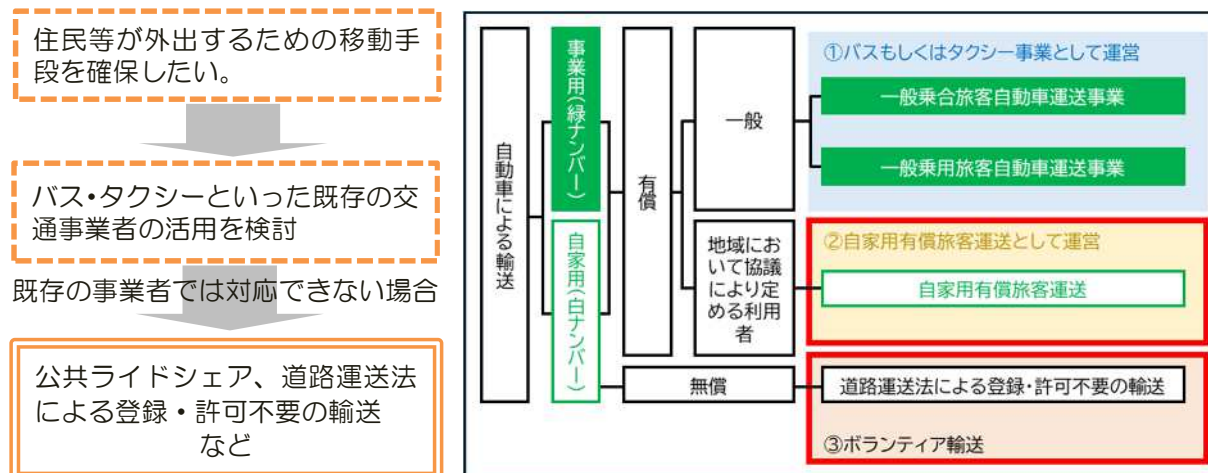 住民等が外出するための移動手
段を確保したい。
バス・タクシーといった既存の交
通事業者の活用を検討
既存の事業者では対応できない場合
公共ライドシェア、道路運送法
による登録・許可不要の輸送
など
自動車による輸送
事業用(緑ナンバー)
自家用(白ナンバー)
有償
無償
一般
地域にお
いて協議
により定
める利用
者
①バスもしくはタクシー事業として運営
一般乗合旅客自動車運送事業
一般乗用旅客自動車運送事業
②自家用有償旅客運送として運営
自家用有償旅客運送
道路運送法による登録・許可不要の輸送
③ボランティア輸送